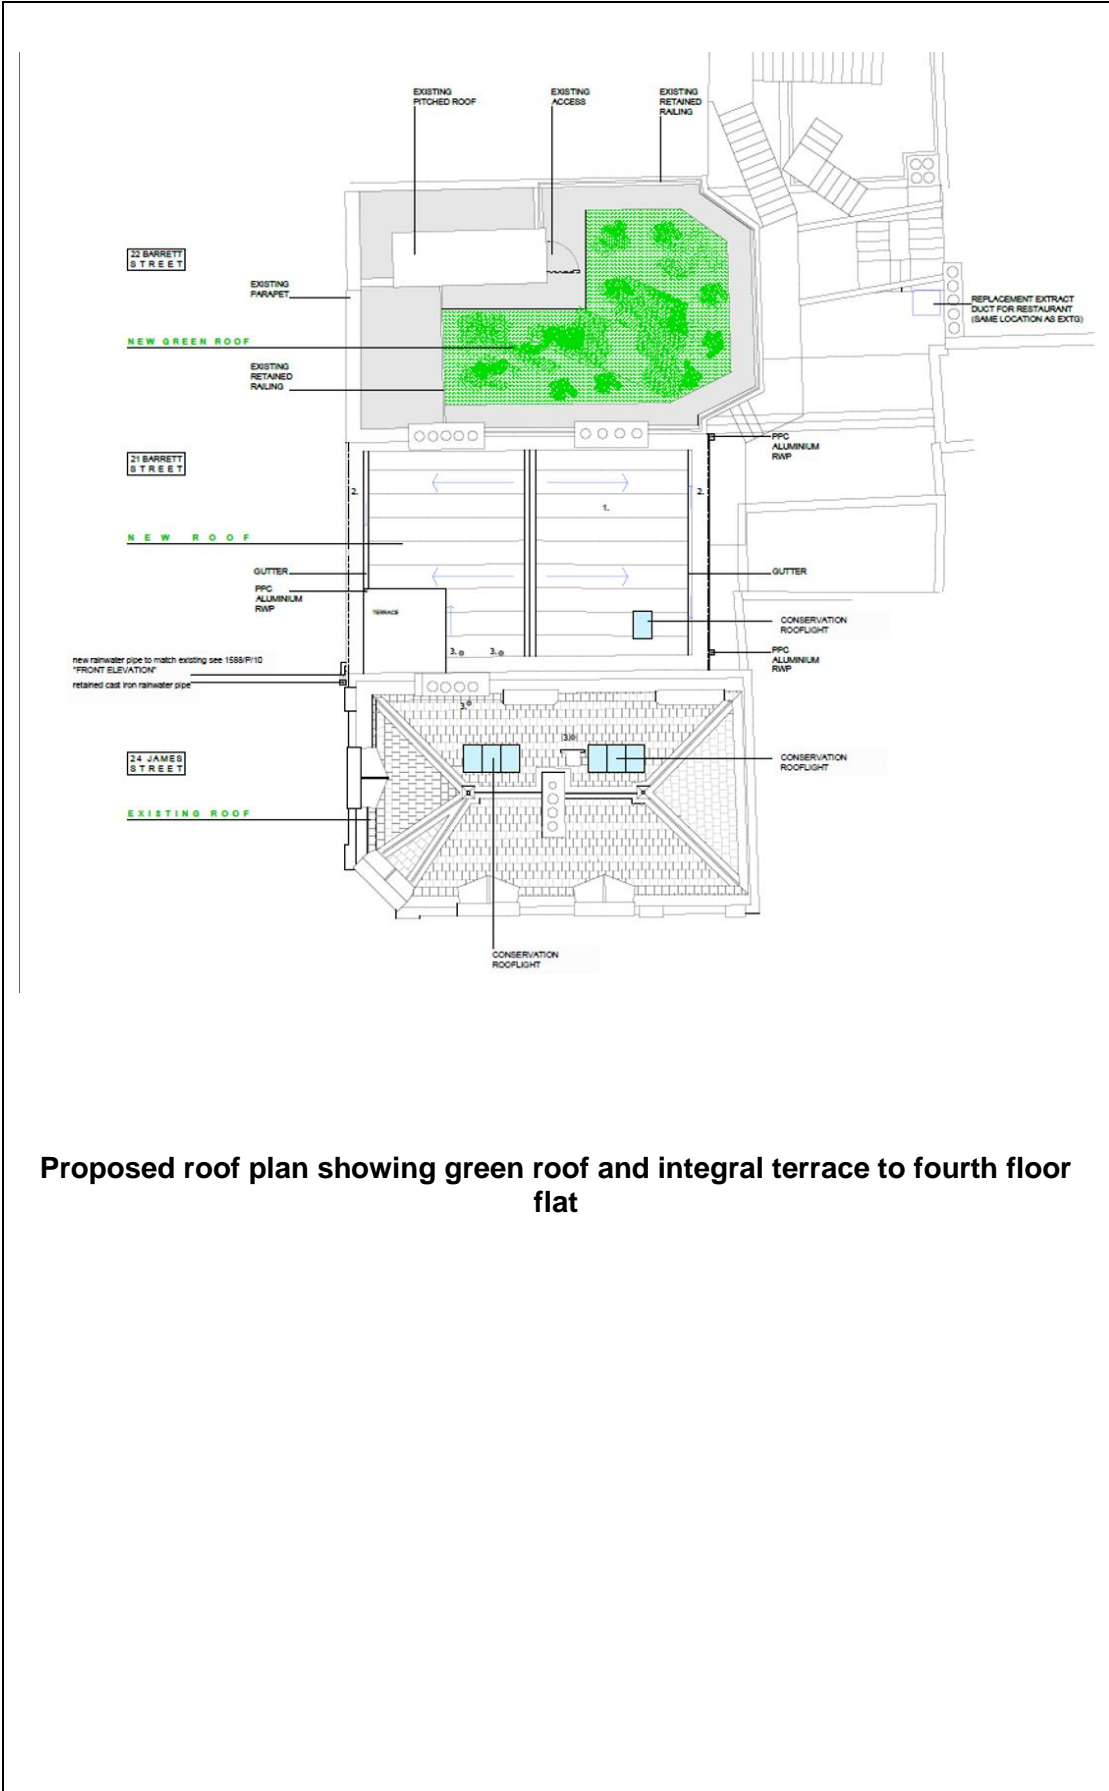 EXISTING
PITCHED ROOF
EXISTING
ACCESS
EXISTING
RETAINED
RAILING
22 BARRETT
STREET
EXISTING
PARAPET
REPLACEMENT EXTRACT
DUCT FOR RESTAURANT
(SAME LOCATION AS EXTG)
NEW GREEN ROOF
EXISTING
RETAINED
RAILING
PPC
ALUMINIUM
RWP
21 BARRETT
STREET
2.
2.
1.
NEW ROOF
GUTTER
GUTTER
PPC
ALUMINIUM
RWP
TERRACE
CONSERVATION
ROOFLIGHT
3.
3.
PPC
ALUMINIUM
RWP
new rainwater pipe to match existing see 1588/P/10
"FRONT ELEVATION"
retained cast iron rainwater pipe
3.
3.
24 JAMES
STREET
CONSERVATION
ROOFLIGHT
EXISTING ROOF
CONSERVATION
ROOFLIGHT
Proposed roof plan showing green roof and integral terrace to fourth floor
flat